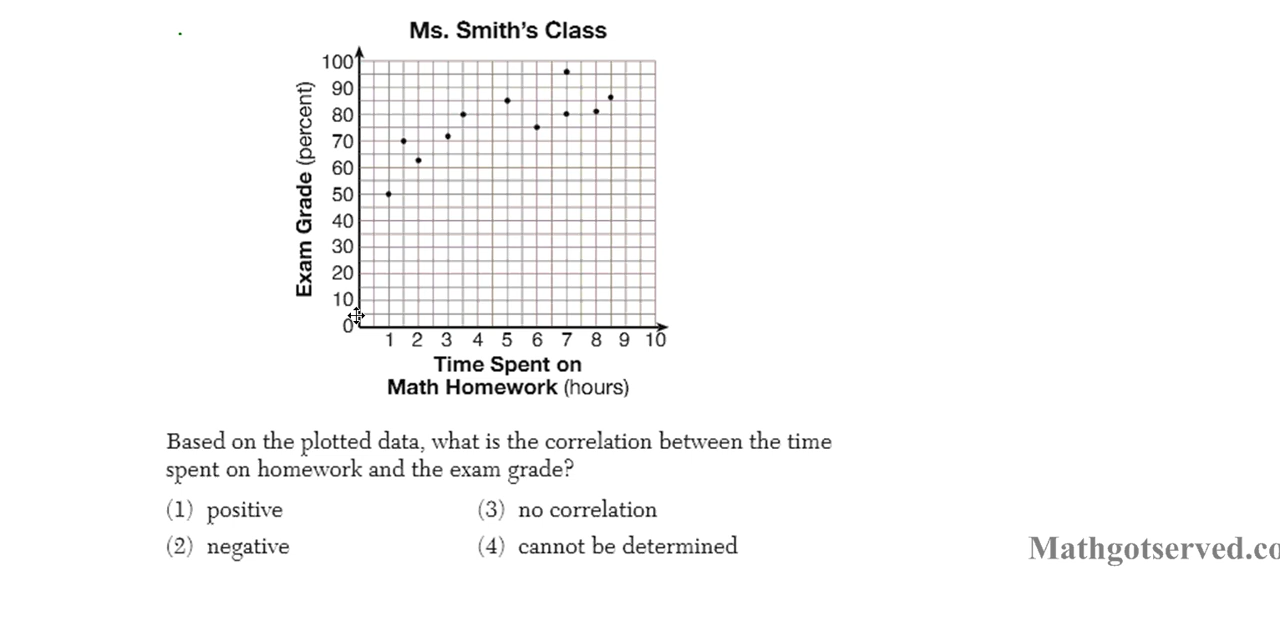 Ms. Smith's Class
100
90
80
70
60
50
40
30
20
10
0
Exam Grade (percent)
1 2 3 4 5 6 7 8 9 10
Time Spent on
Math Homework (hours)
Based on the plotted data, what is the correlation between the time
spent on homework and the exam grade?
(1) positive (3) no correlation
(2) negative (4) cannot be determined
Mathgotserved.co